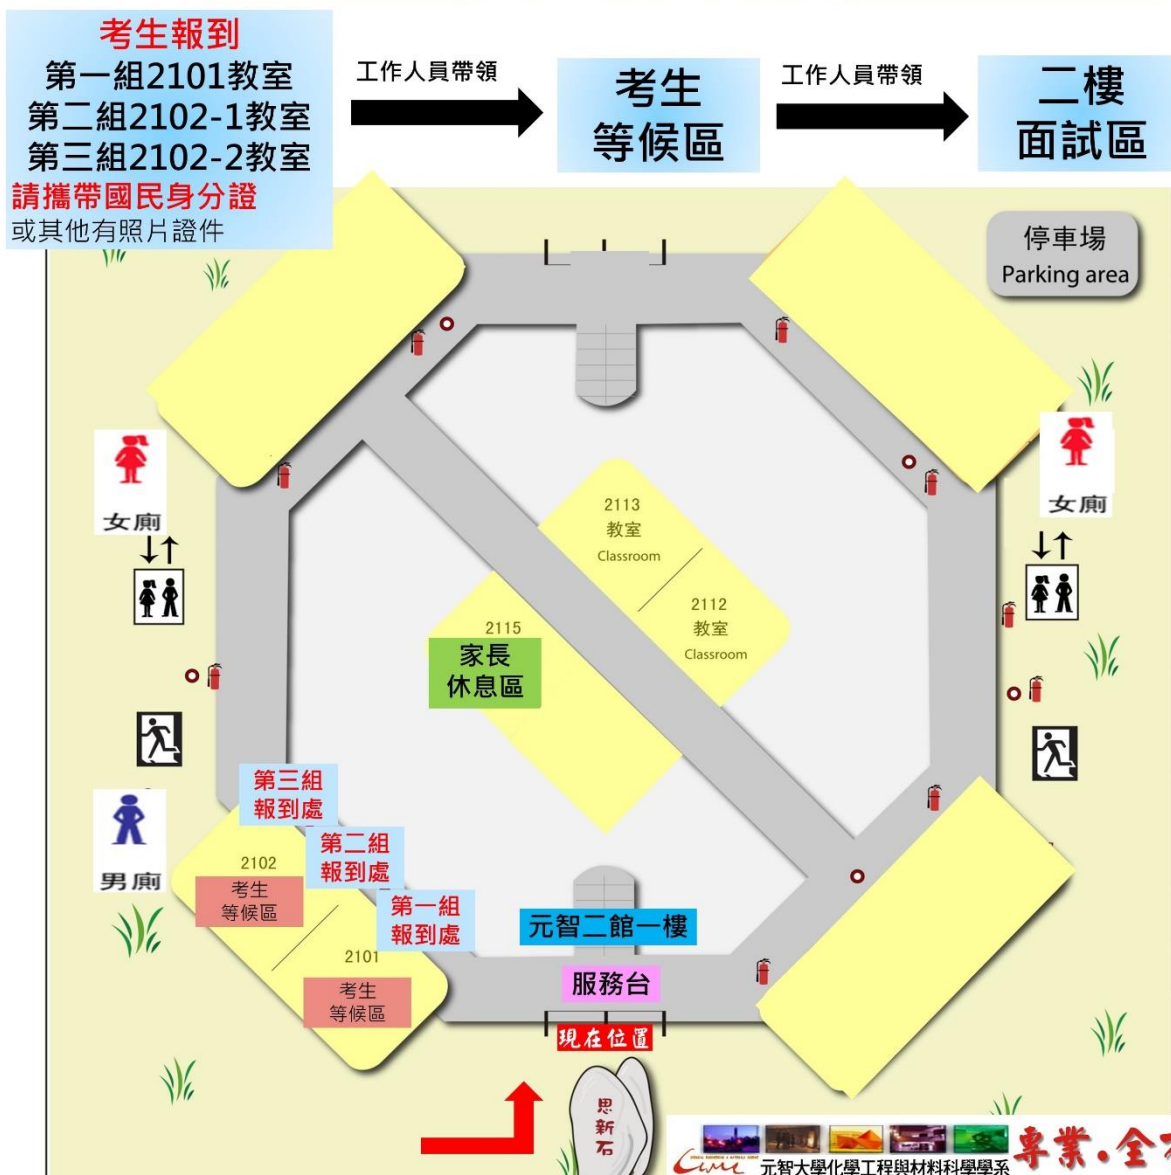 考生報到
第一組2101教室
第二組2102-1教室
第三組2102-2教室
請攜帶國民身分證
或其他有照片證件
工作人員帶領
考生
等候區
工作人員帶領
二樓
面試區
停車場
Parking area
女廁
女廁
2113
教室
Classroom
2112
教室
Classroom
2115
家長
休息區
第三組
報到處
第二組
報到處
第一組
報到處
男廁
2102
考生
等候區
2101
考生
等候區
元智二館一樓
服務台
現在位置
思新石
元智大學化學工程與材料科學學系
專業.全